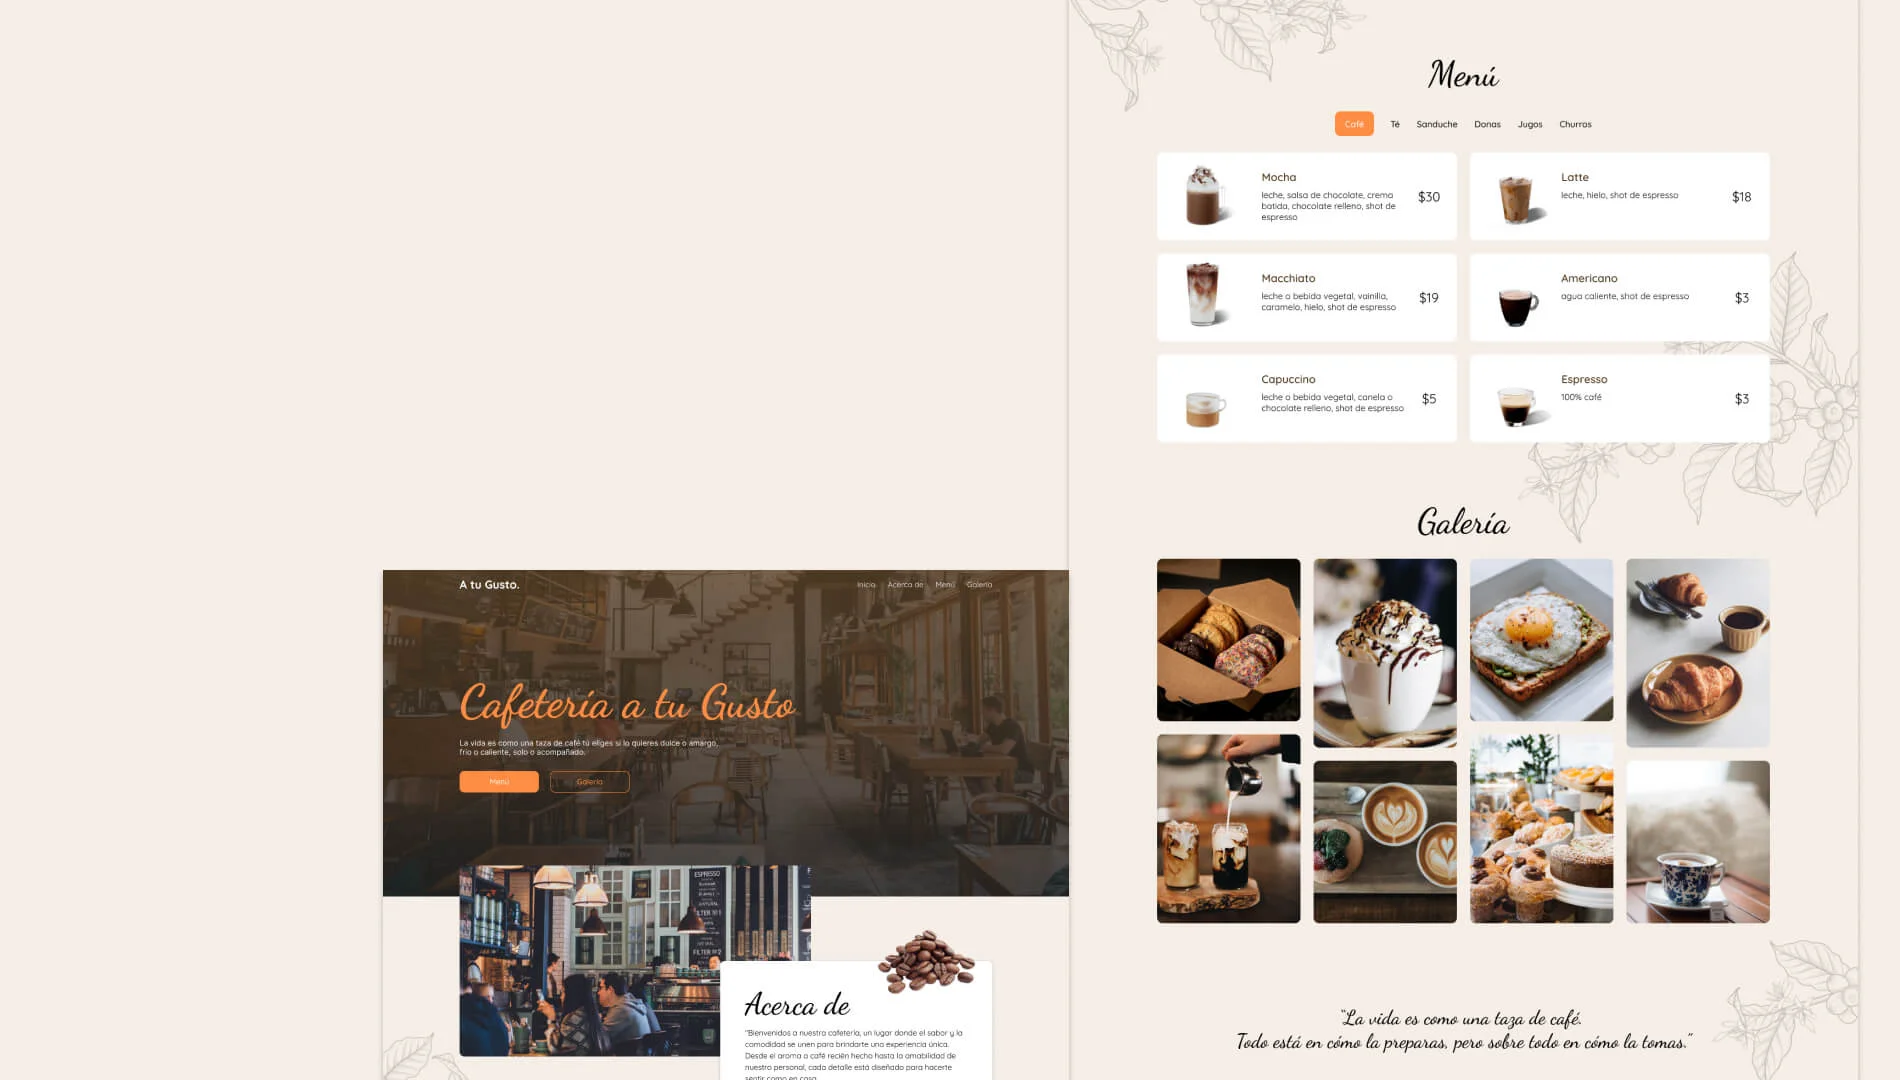 A tu Gusto.
Inicio Acerca de Menú Galería
Cafetería a tu Gusto
La vida es como una taza de café tú eliges si lo quieres dulce o amargo,
frío o caliente, solo o acompañado.
Menú Galería
ESPRESSO
NATURAL
FILTER Nº1
FILTER Nº2
Acerca de
"Bienvenidos a nuestra cafetería, un lugar donde el sabor y la
comodidad se unen para brindarte una experiencia única.
Desde el aroma a café recién hecho hasta la amabilidad de
nuestro personal, cada detalle está diseñado para hacerte
sentir como en casa.
Menú
Café Té Sanduche Donas Jugos Churros
Mocha
leche, salsa de chocolate, crema
batida, chocolate relleno, shot de
espresso
$30
Latte
leche, hielo, shot de espresso
$18
Macchiato
leche o bebida vegetal, vainilla,
caramelo, hielo, shot de espresso
$19
Americano
agua caliente, shot de espresso
$3
Capuccino
leche o bebida vegetal, canela o
chocolate relleno, shot de espresso
$5
Espresso
100% café
$3
Galería
"La vida es como una taza de café.
Todo está en cómo la preparas, pero sobre todo en cómo la tomas."